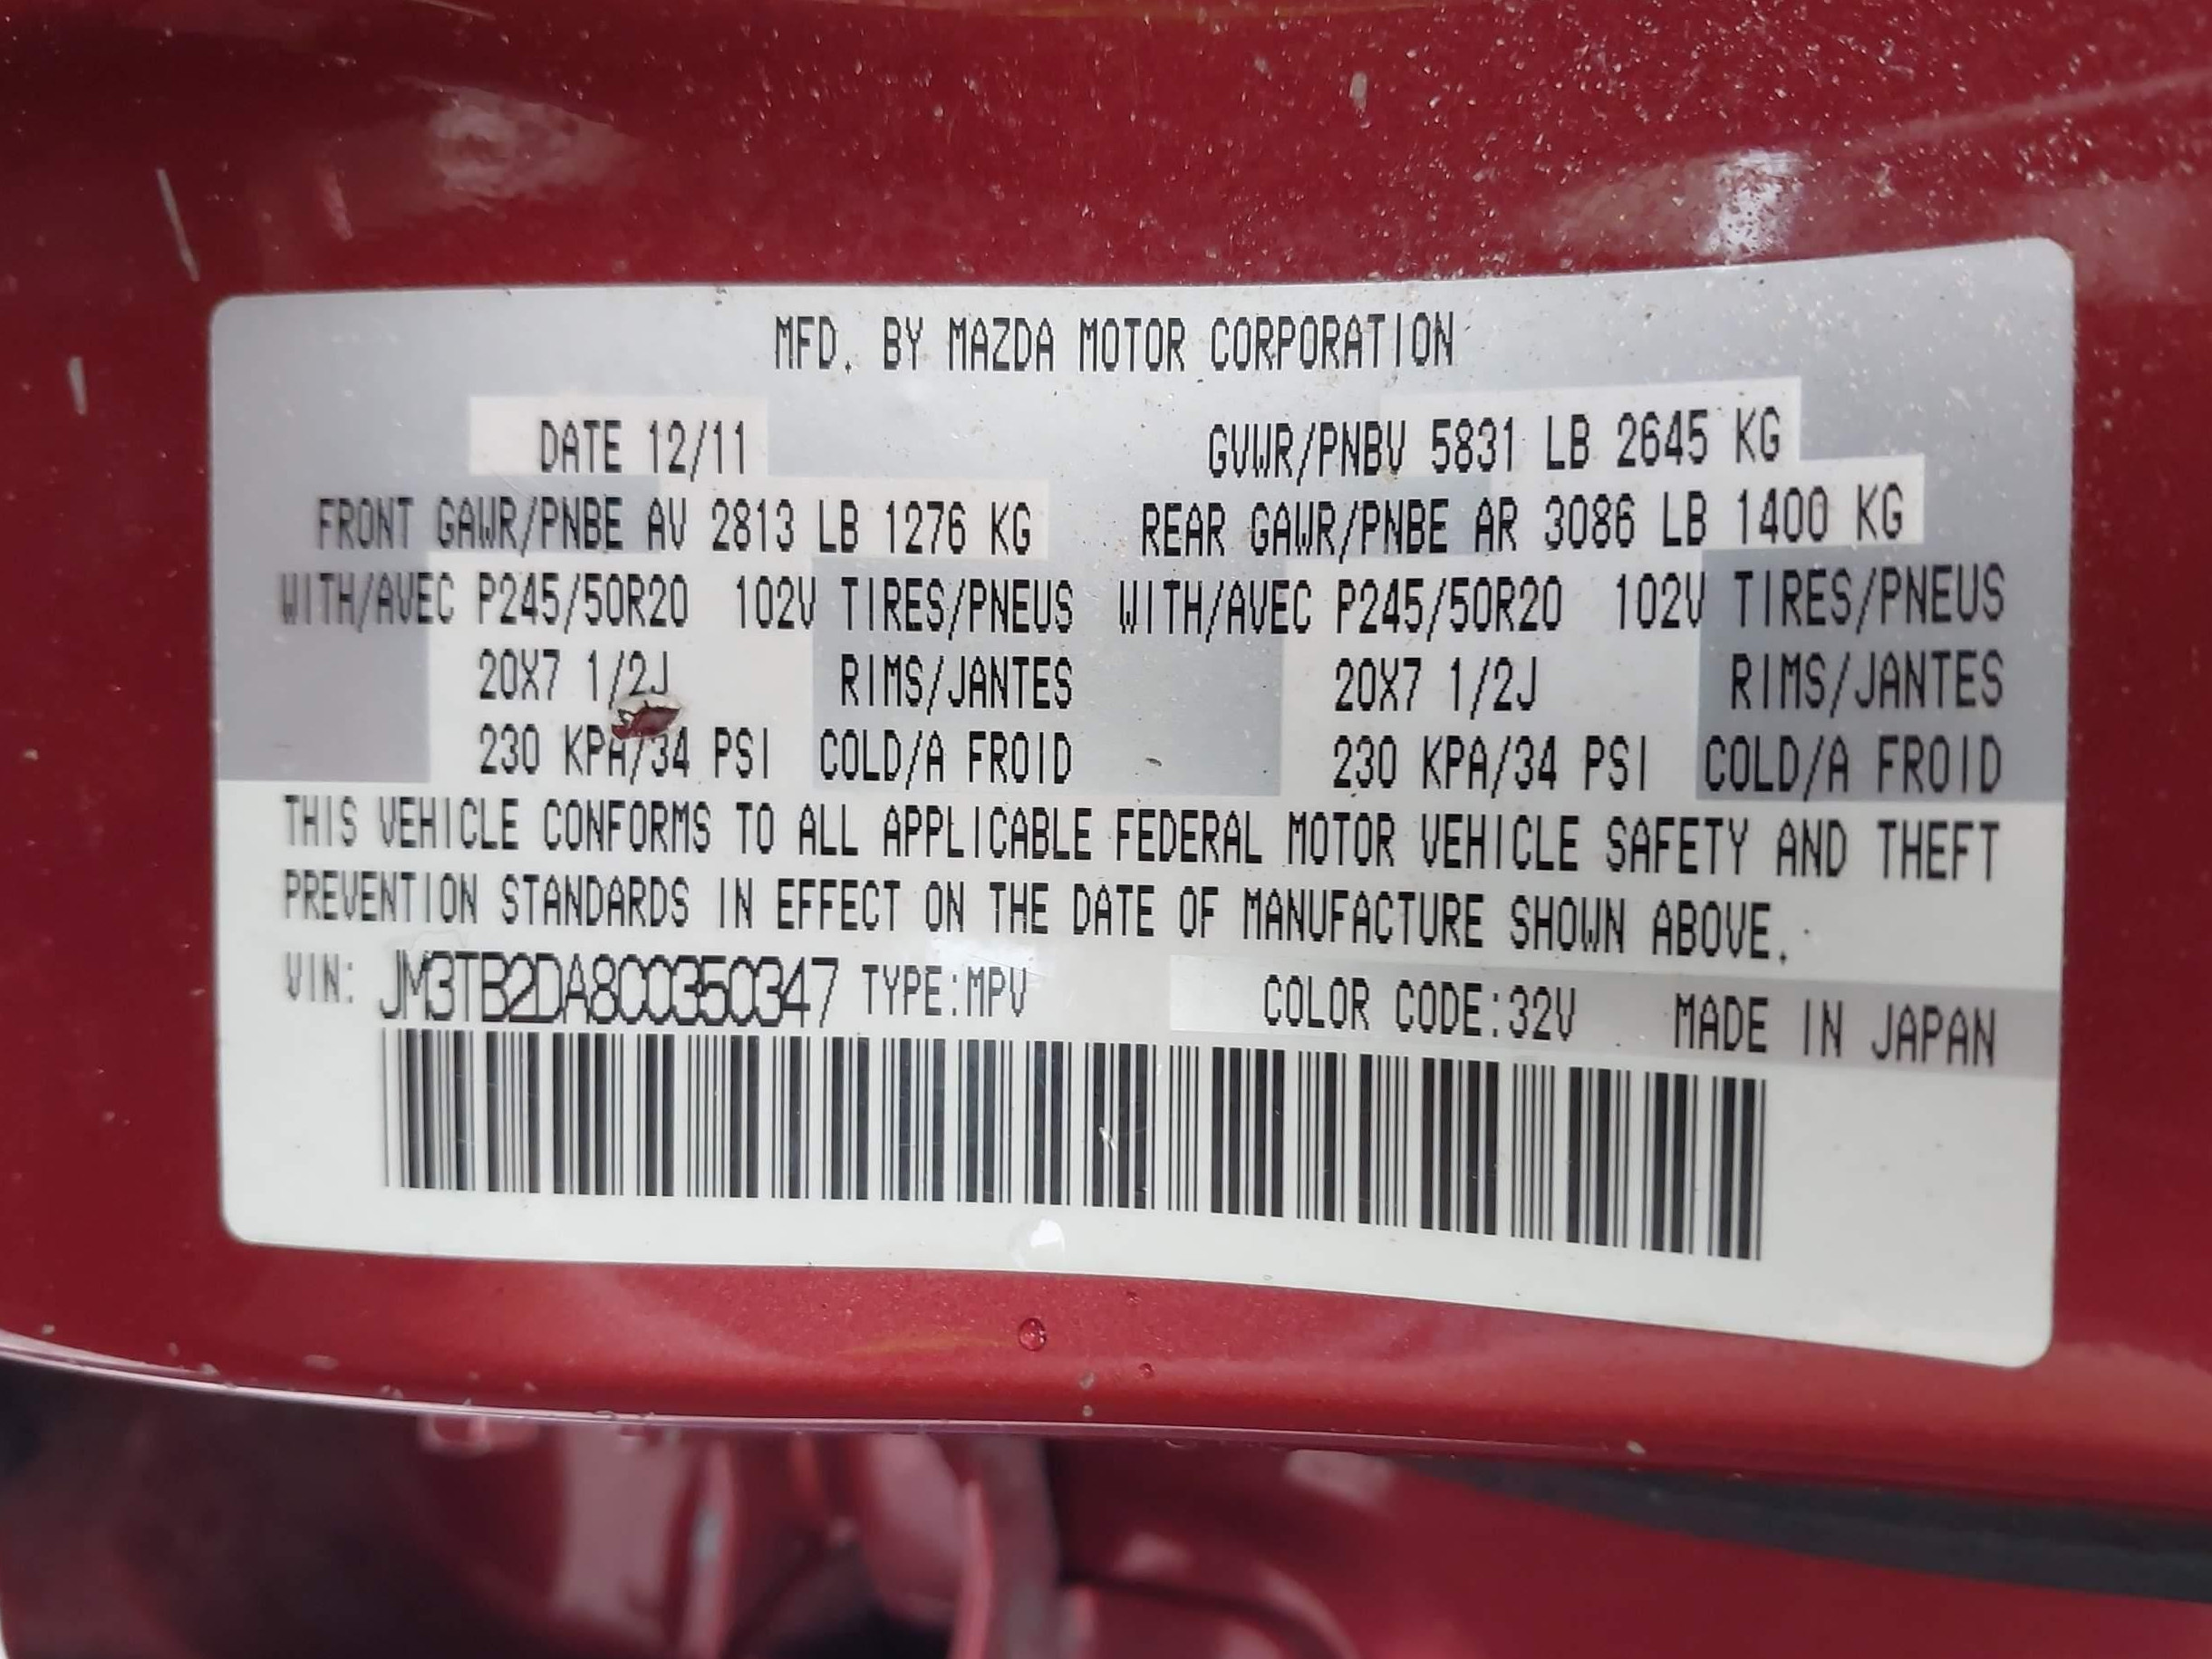 MFD. BY MAZDA MOTOR CORPORATION
DATE 12/11 GVWR/PNBV 5831 LB 2645 KG
FRONT GAWR/PNBE AV 2813 LB 1276 KG REAR GAWR/PNBE AR 3086 LB 1400 KG
WITH/AVEC P245/50R20 102V TIRES/PNEUS WITH/AVEC P245/50R20 102V TIRES/PNEUS
20X7 1/2J RIMS/JANTES 20X7 1/2J RIMS/JANTES
230 KPA/34 PSI COLD/A FROID 230 KPA/34 PSI COLD/A FROID
THIS VEHICLE CONFORMS TO ALL APPLICABLE FEDERAL MOTOR VEHICLE SAFETY AND THEFT
PREVENTION STANDARDS IN EFFECT ON THE DATE OF MANUFACTURE SHOWN ABOVE.
VIN: JM3TB2DA8C0350347 TYPE:MPV COLOR CODE:32V MADE IN JAPAN